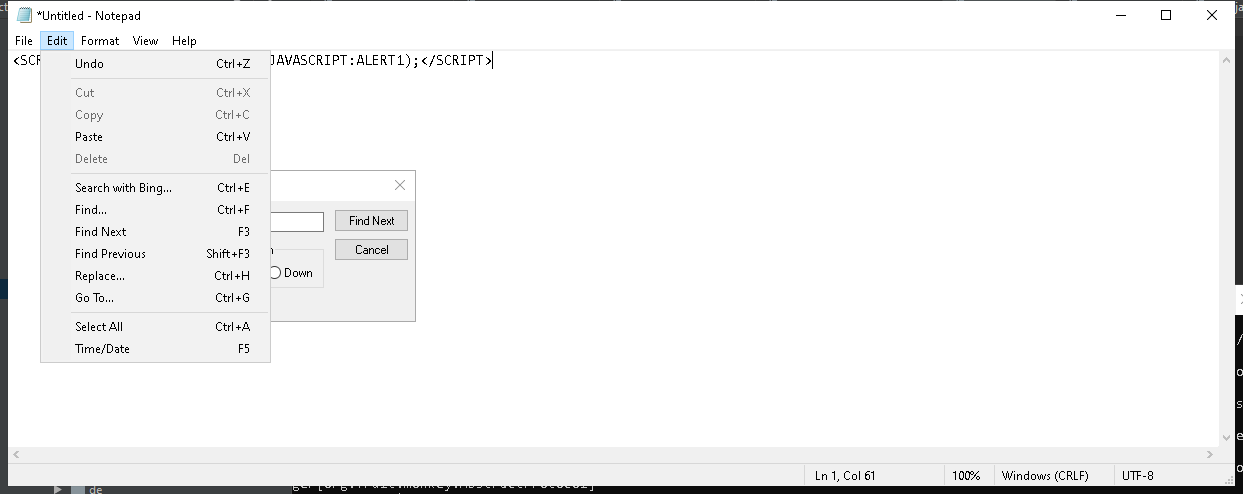 *Untitled - Notepad
File Edit Format View Help
<SCR JAVASCRIPT:ALERT1);</SCRIPT>
Undo Ctrl+Z
Cut Ctrl+X
Copy Ctrl+C
Paste Ctrl+V
Delete Del
Search with Bing... Ctrl+E
Find... Ctrl+F
Find Next F3
Find Previous Shift+F3
Replace... Ctrl+H
Go To... Ctrl+G
Select All Ctrl+A
Time/Date F5
Find Next
Cancel
Down
Ln 1, Col 61 100% Windows (CRLF) UTF-8
de